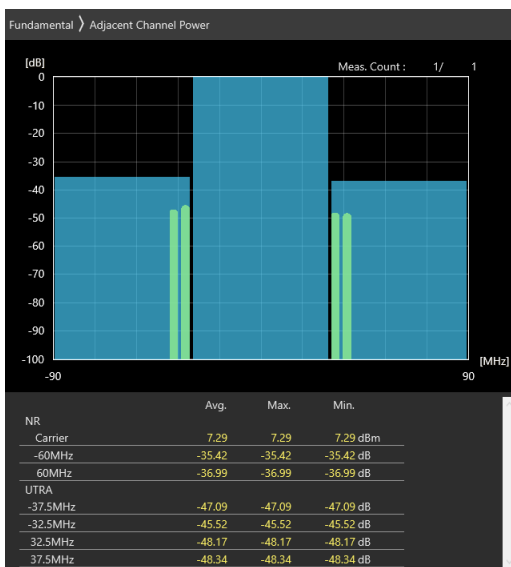 Fundamental 〉 Adjacent Channel Power
[dB]
Meas. Count : 1/ 1
0
-10
-20
-30
-40
-50
-60
-70
-80
-90
-100
[MHz]
-90 90
Avg. Max. Min.
NR
Carrier 7.29 7.29 7.29 dBm
-60MHz -35.42 -35.42 -35.42 dB
60MHz -36.99 -36.99 -36.99 dB
UTRA
-37.5MHz -47.09 -47.09 -47.09 dB
-32.5MHz -45.52 -45.52 -45.52 dB
32.5MHz -48.17 -48.17 -48.17 dB
37.5MHz -48.34 -48.34 -48.34 dB